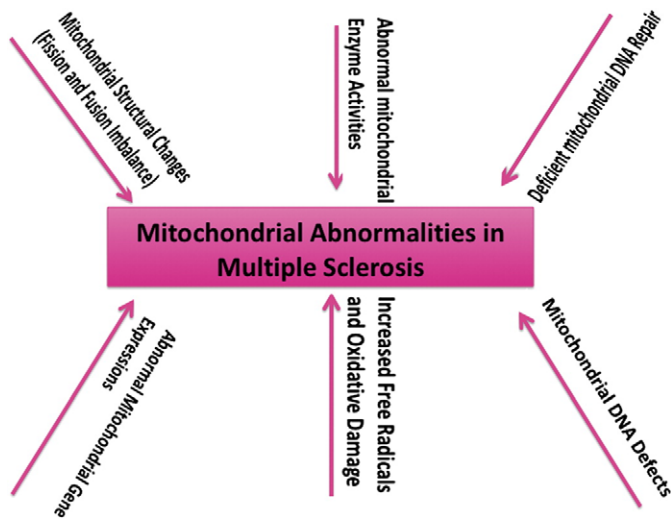 Mitochondrial Structural Changes
(Fission and Fusion Imbalance)
Abnormal mitochondrial
Enzyme Activities
Deficient mitochondrial DNA Repair
Mitochondrial Abnormalities in
Multiple Sclerosis
Abnormal Mitochondrial Gene
Expressions
Increased Free Radicals
and Oxidative Damage
Mitochondrial DNA Defects